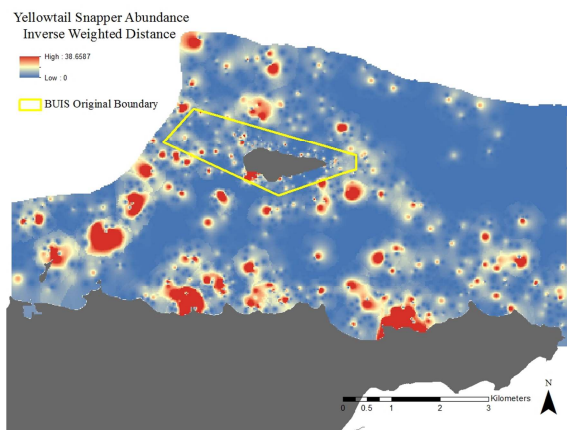 Yellowtail Snapper Abundance
Inverse Weighted Distance
High : 38.6587
Low : 0
BUIS Original Boundary
N
Kilometers
0 0.5 1 2 3